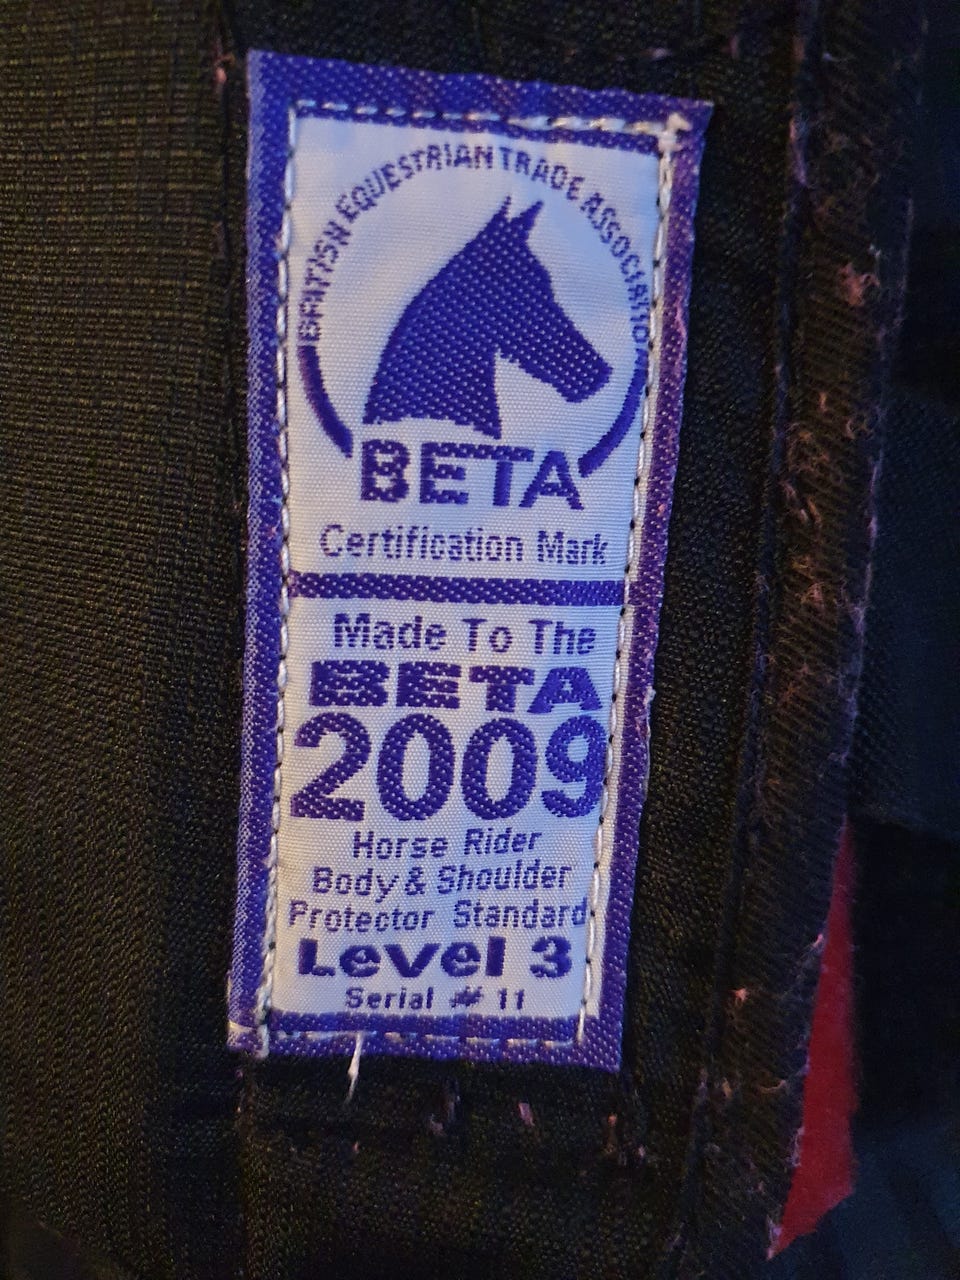 BRITISH EQUESTRIAN TRADE ASSOCIATION
BETA
Certification Mark
Made To The
BETA
2009
Horse Rider
Body & Shoulder
Protector Standard
Level 3
Serial # 11